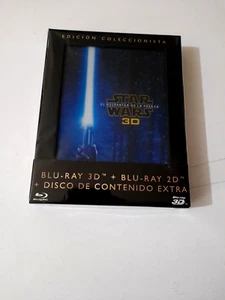 EDICIÓN COLECCIONISTA
STAR
EL DESPERTAR DE LA FUERZA
WARS
3D
BLU-RAY 3D™ + BLU-RAY 2D™
+ DISCO DE CONTENIDO EXTRA